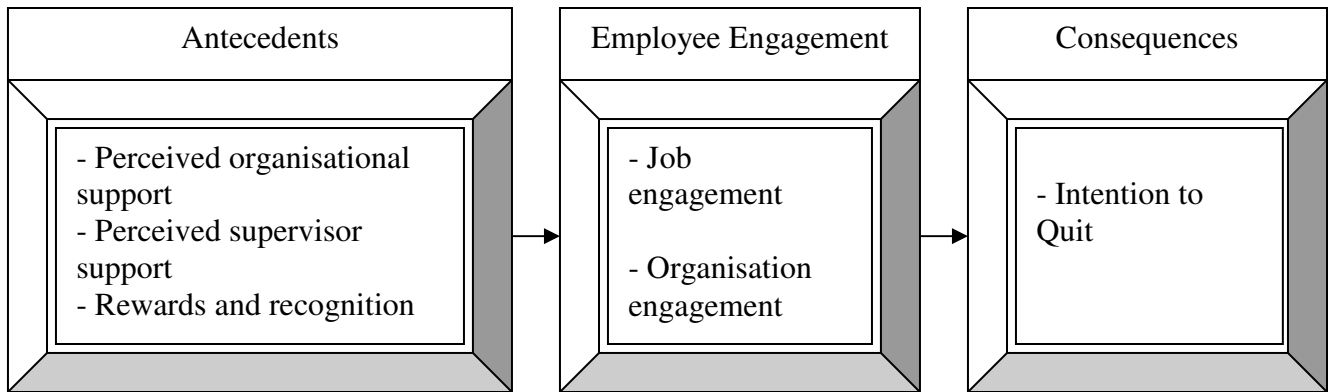 Antecedents
- Perceived organisational
support
- Perceived supervisor
support
- Rewards and recognition
Employee Engagement
- Job
engagement
- Organisation
engagement
Consequences
- Intention to
Quit